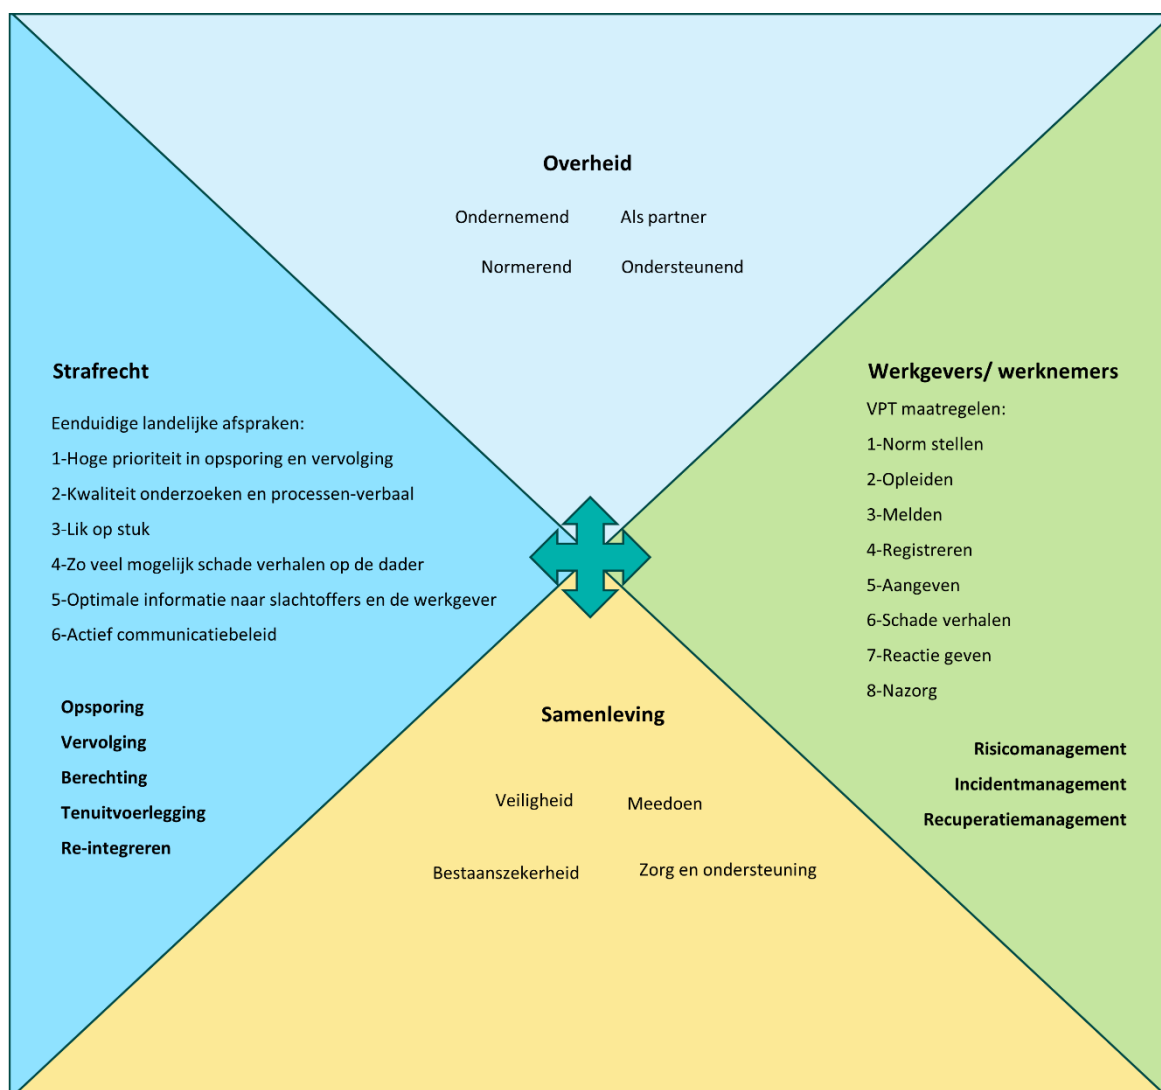 Overheid
Ondernemend Als partner
Normerend Ondersteunend
Strafrecht
Eenduidige landelijke afspraken:
1-Hoge prioriteit in opsporing en vervolging
2-Kwaliteit onderzoeken en processen-verbaal
3-Lik op stuk
4-Zo veel mogelijk schade verhalen op de dader
5-Optimale informatie naar slachtoffers en de werkgever
6-Actief communicatiebeleid
Opsporing
Vervolging
Berechting
Tenuitvoerlegging
Re-integreren
Werkgevers/ werknemers
VPT maatregelen:
1-Norm stellen
2-Opleiden
3-Melden
4-Registreren
5-Aangeven
6-Schade verhalen
7-Reactie geven
8-Nazorg
Risicomanagement
Incidentmanagement
Recuperatiemanagement
Samenleving
Veiligheid Meedoen
Bestaanszekerheid Zorg en ondersteuning